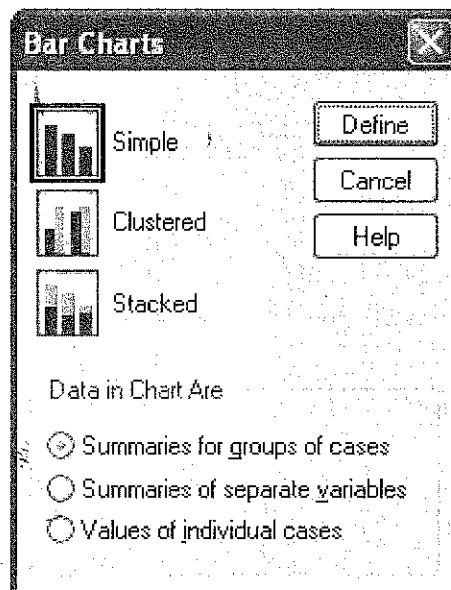 Bar Charts
Simple
Define
Cancel
Clustered
Help
Stacked
Data in Chart Are
Summaries for groups of cases
Summaries of separate variables
Values of individual cases